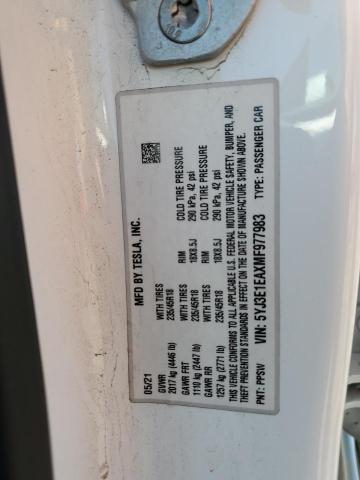 MFD BY TESLA, INC.
05/21
GVWR
2017 kg (4446 lb)
GAWR FRT WITH TIRES RIM COLD TIRE PRESSURE
1110 kg (2447 lb) 235/45R18 18X8.5J 290 kPa, 42 psi
GAWR RR WITH TIRES RIM COLD TIRE PRESSURE
1257 kg (2771 lb) 235/45R18 18X8.5J 290 kPa, 42 psi
THIS VEHICLE CONFORMS TO ALL APPLICABLE U.S. FEDERAL MOTOR VEHICLE SAFETY, BUMPER, AND
THEFT PREVENTION STANDARDS IN EFFECT ON THE DATE OF MANUFACTURE SHOWN ABOVE.
VIN: 5YJ3E1EAXMF977983 TYPE: PASSENGER CAR
PNT: PPSW